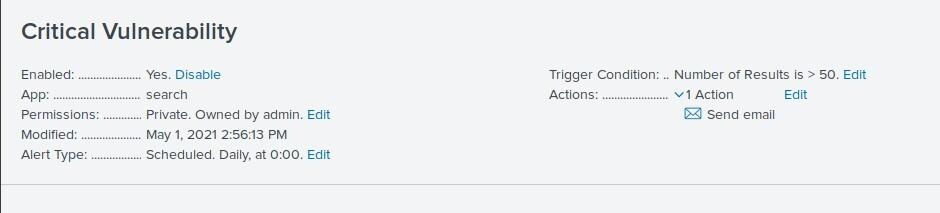 Critical Vulnerability
Enabled: ..................... Yes. Disable
App: ............................. search
Permissions: ............. Private. Owned by admin. Edit
Modified: .................... May 1, 2021 2:56:13 PM
Alert Type: ................. Scheduled. Daily, at 0:00. Edit
Trigger Condition: .. Number of Results is > 50. Edit
Actions: ...................... 1 Action Edit
Send email